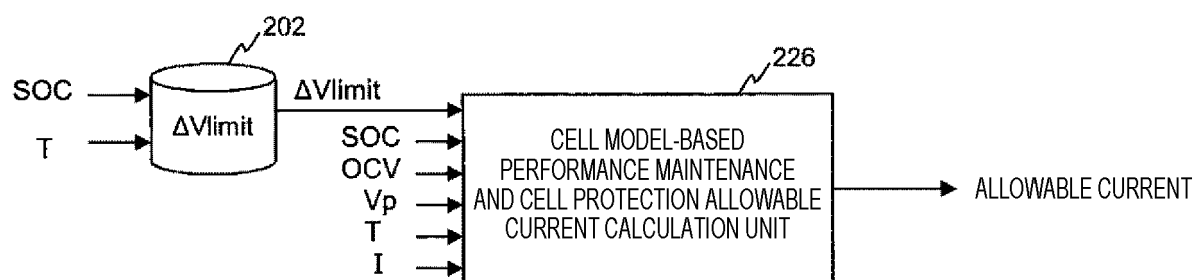 202
226
SOC
T
ΔVlimit
ΔVlimit
SOC
OCV
Vp
T
I
CELL MODEL-BASED
PERFORMANCE MAINTENANCE
AND CELL PROTECTION ALLOWABLE
CURRENT CALCULATION UNIT
ALLOWABLE CURRENT